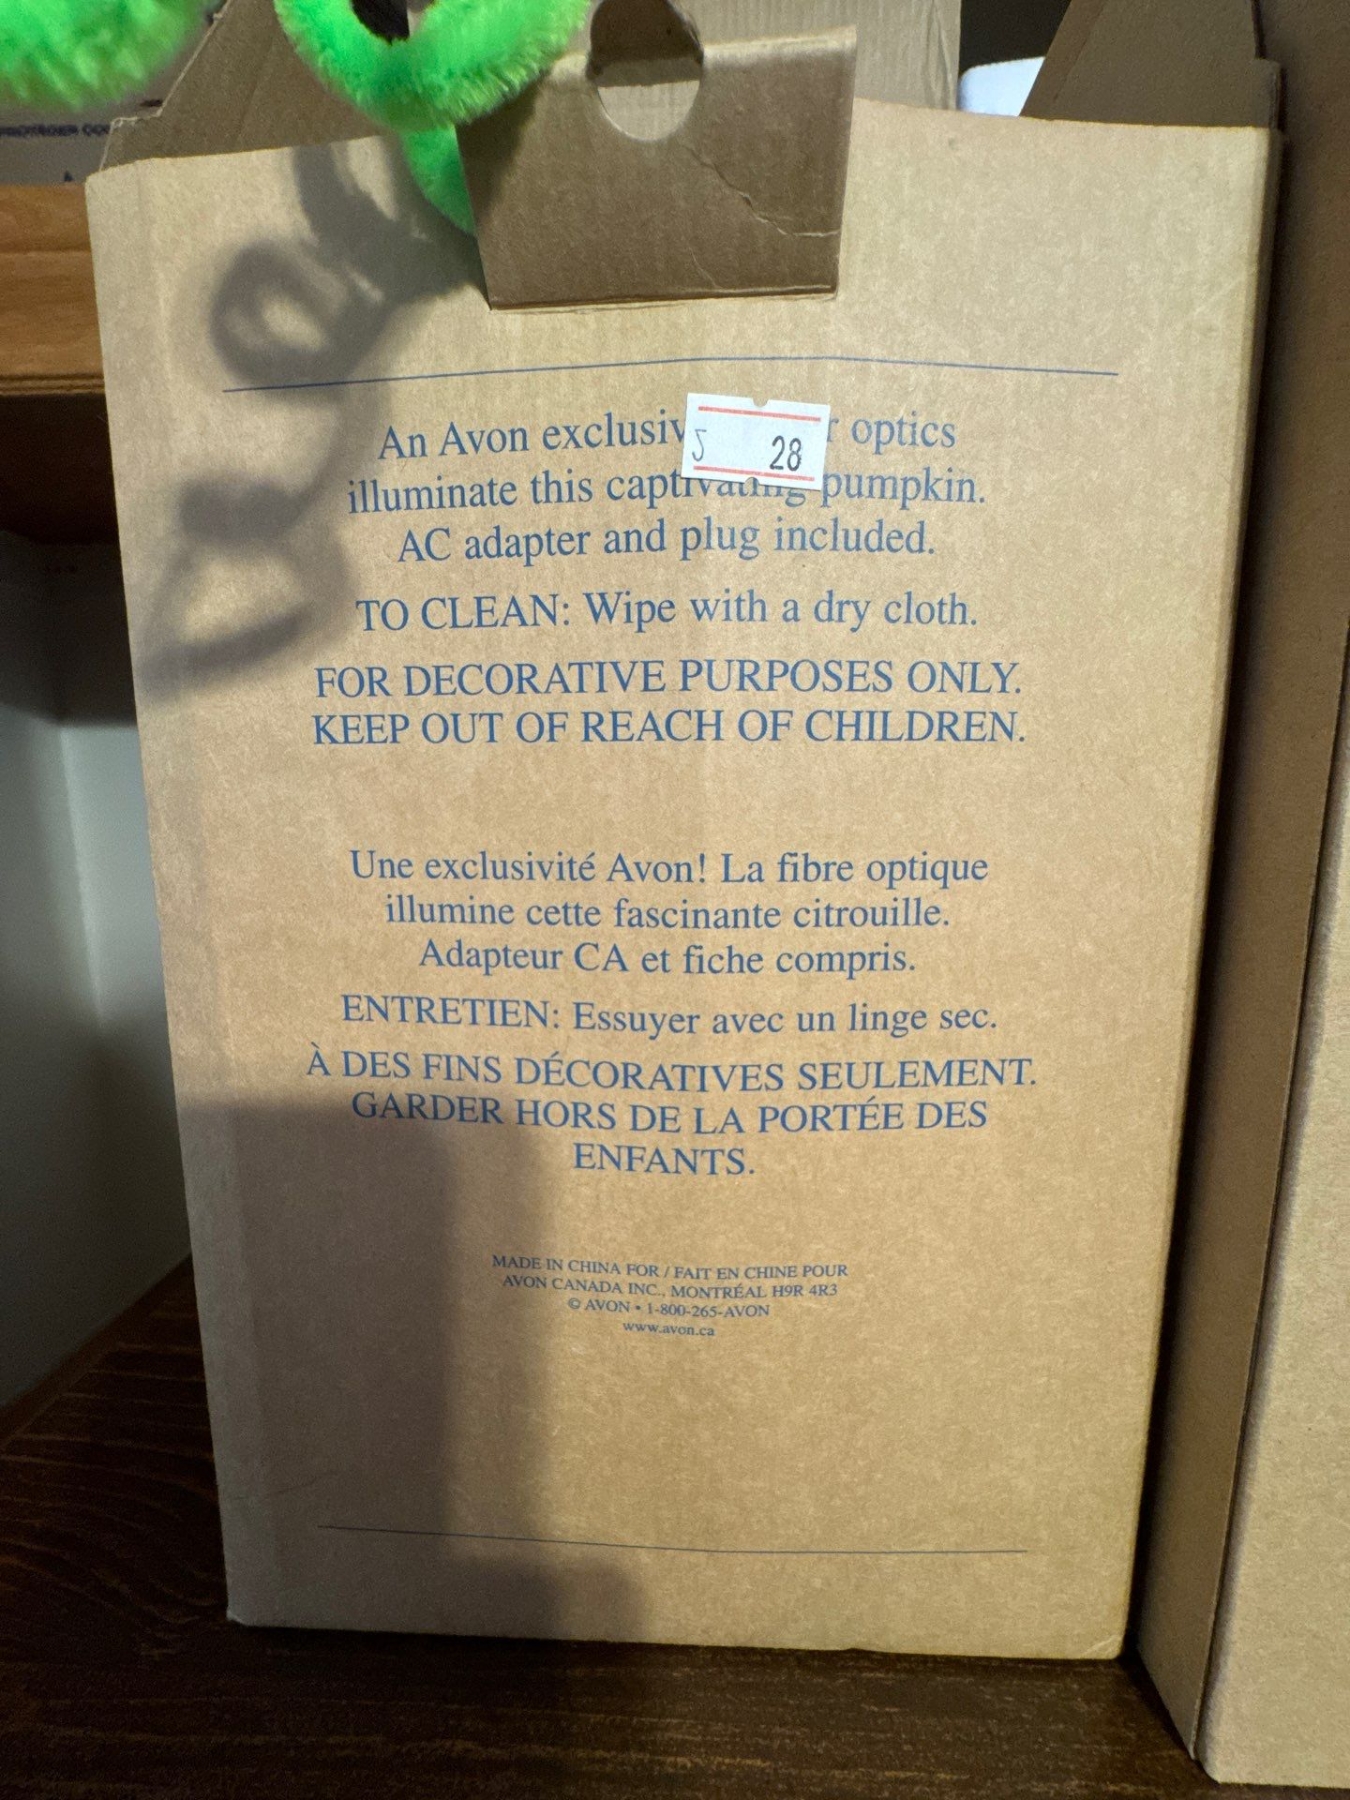 An Avon exclusiv r optics
illuminate this captivating pumpkin.
AC adapter and plug included.
TO CLEAN: Wipe with a dry cloth.
FOR DECORATIVE PURPOSES ONLY.
KEEP OUT OF REACH OF CHILDREN.
S 28
Une exclusivité Avon! La fibre optique
illumine cette fascinante citrouille.
Adapteur CA et fiche compris.
ENTRETIEN: Essuyer avec un linge sec.
À DES FINS DÉCORATIVES SEULEMENT.
GARDER HORS DE LA PORTÉE DES
ENFANTS.
MADE IN CHINA FOR / FAIT EN CHINE POUR
AVON CANADA INC., MONTRÉAL H9R 4R3
© AVON • 1-800-265-AVON
www.avon.ca